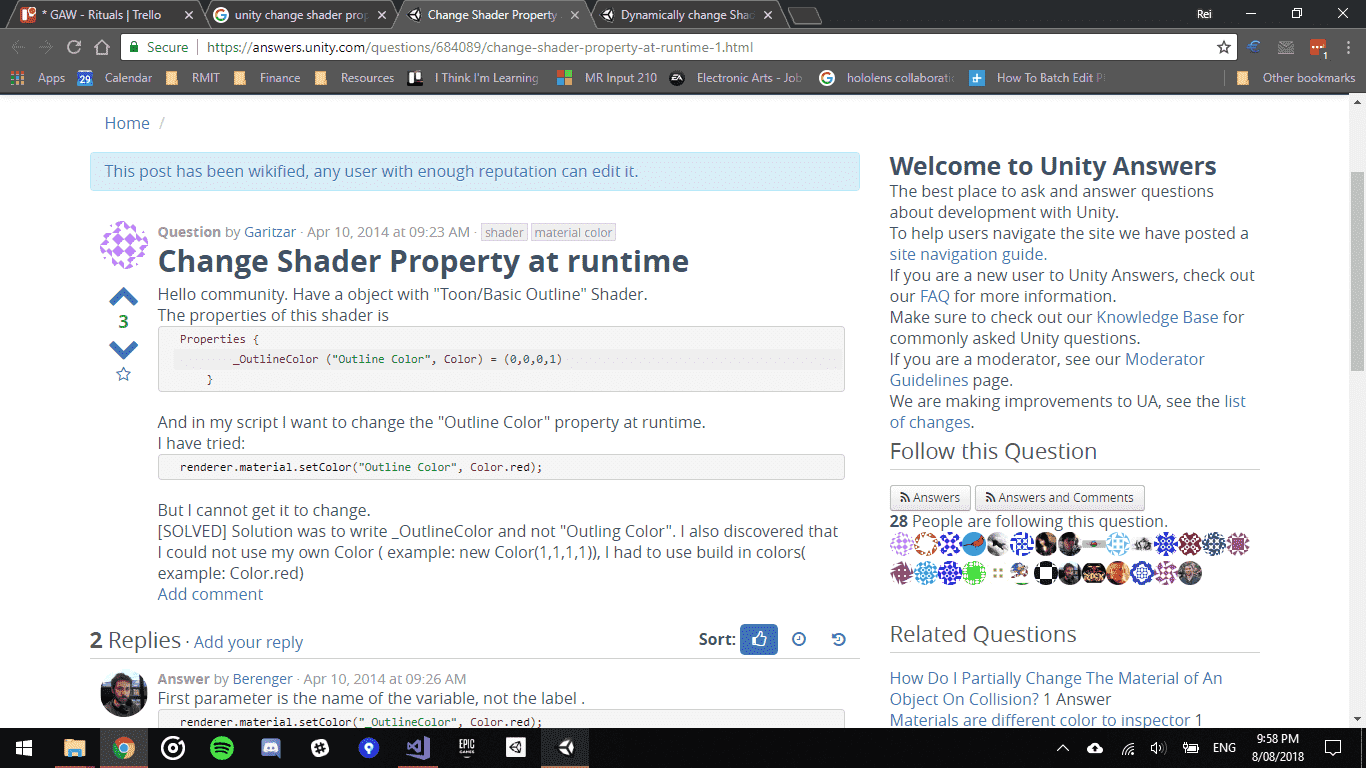 * GAW - Rituals | Trello
unity change shader prop
Change Shader Property
Dynamically change Shad
Rei
Secure
https://answers.unity.com/questions/684089/change-shader-property-at-runtime-1.html
Apps
29
Calendar
RMIT
Finance
Resources
I Think I'm Learning
MR Input 210
EA
Electronic Arts - Job
hololens collaborati
How To Batch Edit P
Other bookmarks
Home /
This post has been wikified, any user with enough reputation can edit it.
Question by Garitzar · Apr 10, 2014 at 09:23 AM · shader material color
Change Shader Property at runtime
3
Hello community. Have a object with "Toon/Basic Outline" Shader.
The properties of this shader is
Properties {
_OutlineColor ("Outline Color", Color) = (0,0,0,1)
}
And in my script I want to change the "Outline Color" property at runtime.
I have tried:
renderer.material.setColor("Outline Color", Color.red);
But I cannot get it to change.
[SOLVED] Solution was to write _OutlineColor and not "Outling Color". I also discovered that
I could not use my own Color ( example: new Color(1,1,1,1)), I had to use build in colors(
example: Color.red)
Add comment
2 Replies · Add your reply
Sort:
Answer by Berenger · Apr 10, 2014 at 09:26 AM
First parameter is the name of the variable, not the label .
renderer.material.setColor("_OutlineColor", Color.red);
Welcome to Unity Answers
The best place to ask and answer questions
about development with Unity.
To help users navigate the site we have posted a
site navigation guide.
If you are a new user to Unity Answers, check out
our FAQ for more information.
Make sure to check out our Knowledge Base for
commonly asked Unity questions.
If you are a moderator, see our Moderator
Guidelines page.
We are making improvements to UA, see the list
of changes.
Follow this Question
Answers
Answers and Comments
28 People are following this question.
Related Questions
How Do I Partially Change The Material of An
Object On Collision? 1 Answer
Materials are different color to inspector 1
EPIC
GAMES
ENG
9:58 PM
8/08/2018